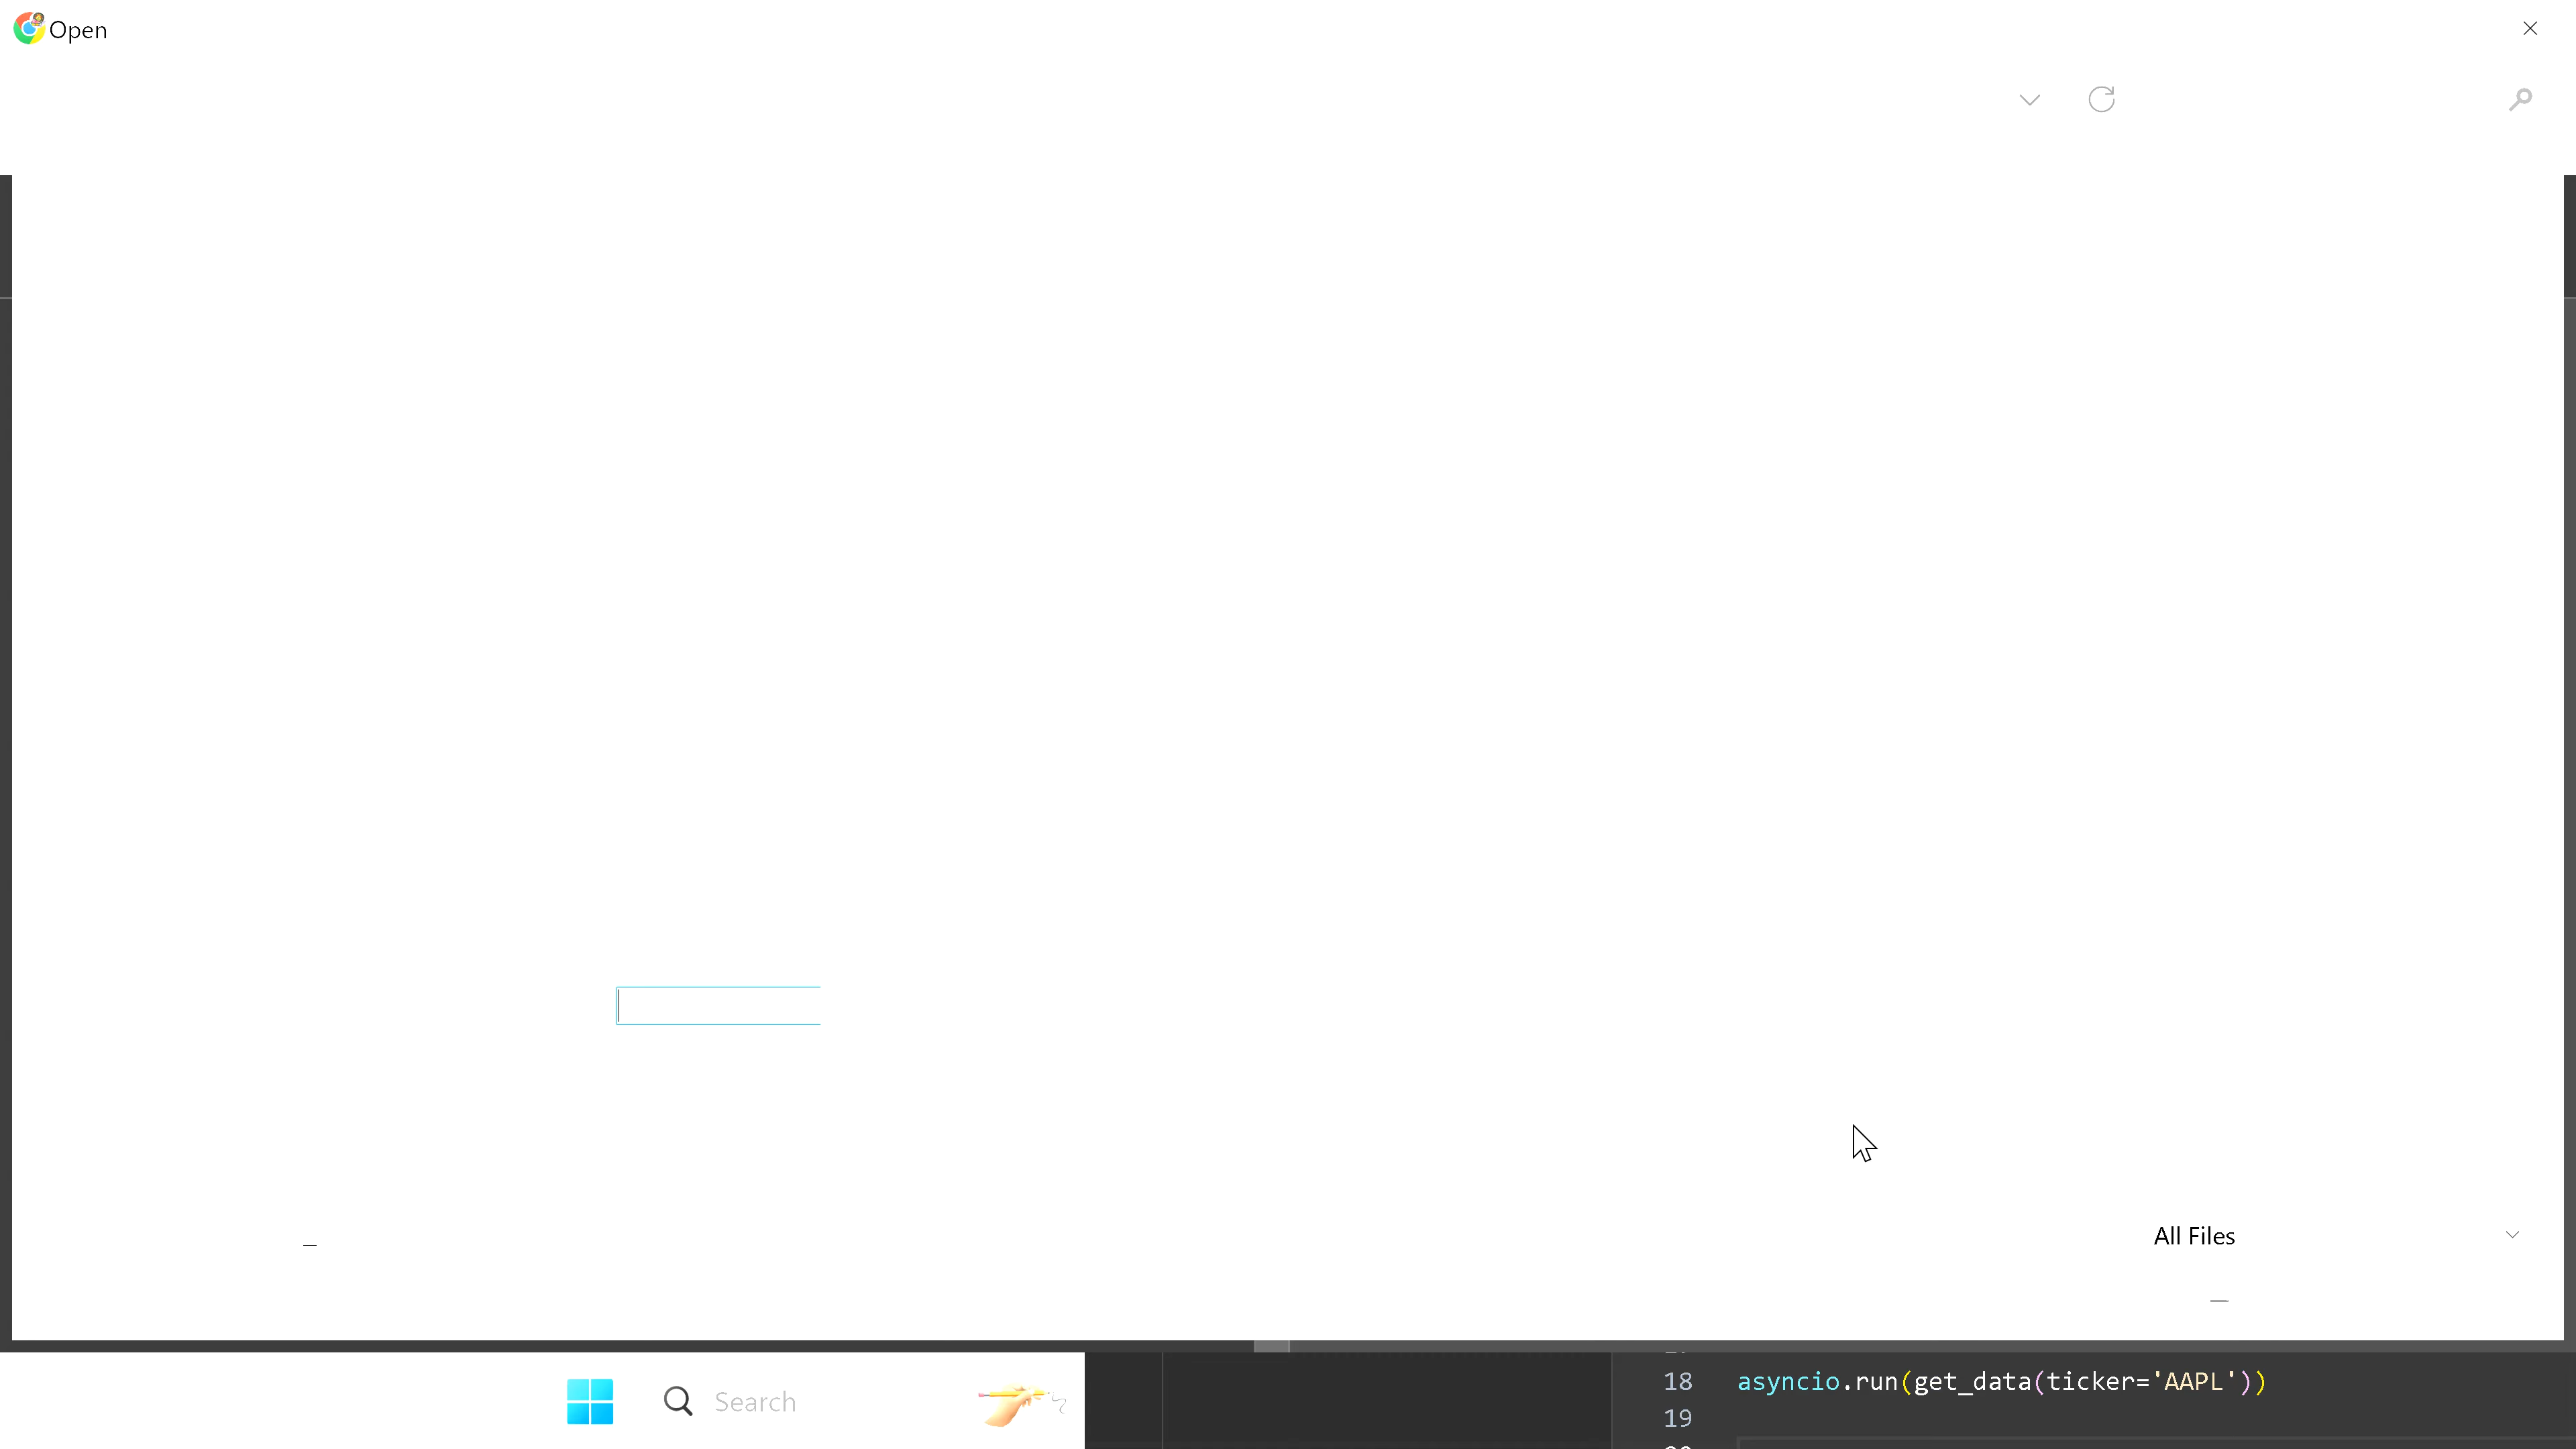 Open
All Files
Search
18 asyncio.run(get_data(ticker='AAPL'))
19